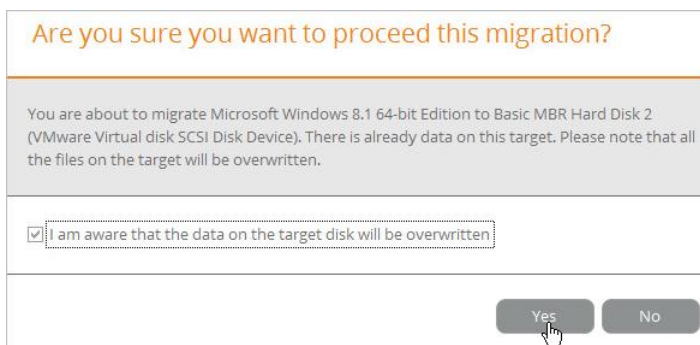 Are you sure you want to proceed this migration?
You are about to migrate Microsoft Windows 8.1 64-bit Edition to Basic MBR Hard Disk 2
(VMware Virtual disk SCSI Disk Device). There is already data on this target. Please note that all
the files on the target will be overwritten.
I am aware that the data on the target disk will be overwritten
Yes No